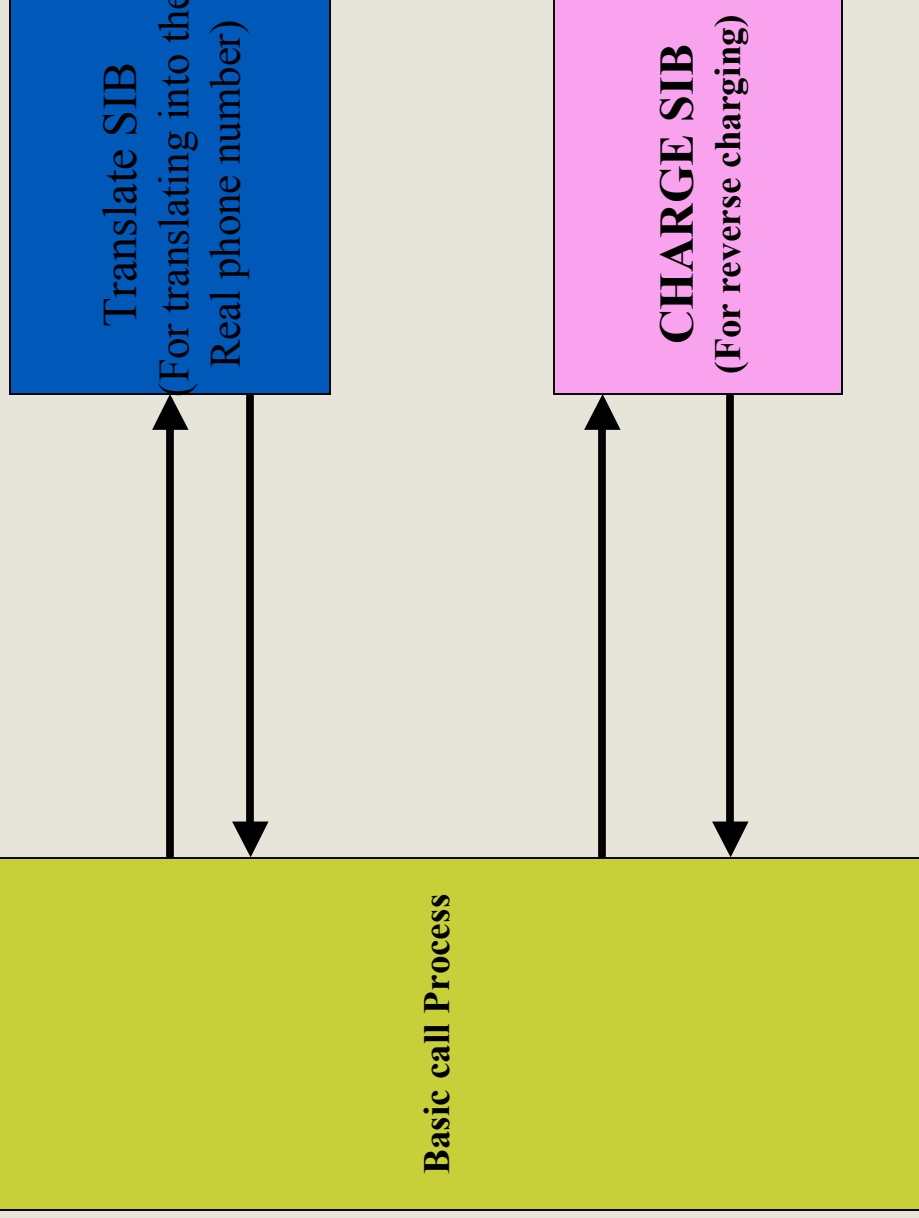 Translate SIB
(For translating into the
Real phone number)
CHARGE SIB
(For reverse charging)
Basic call Process